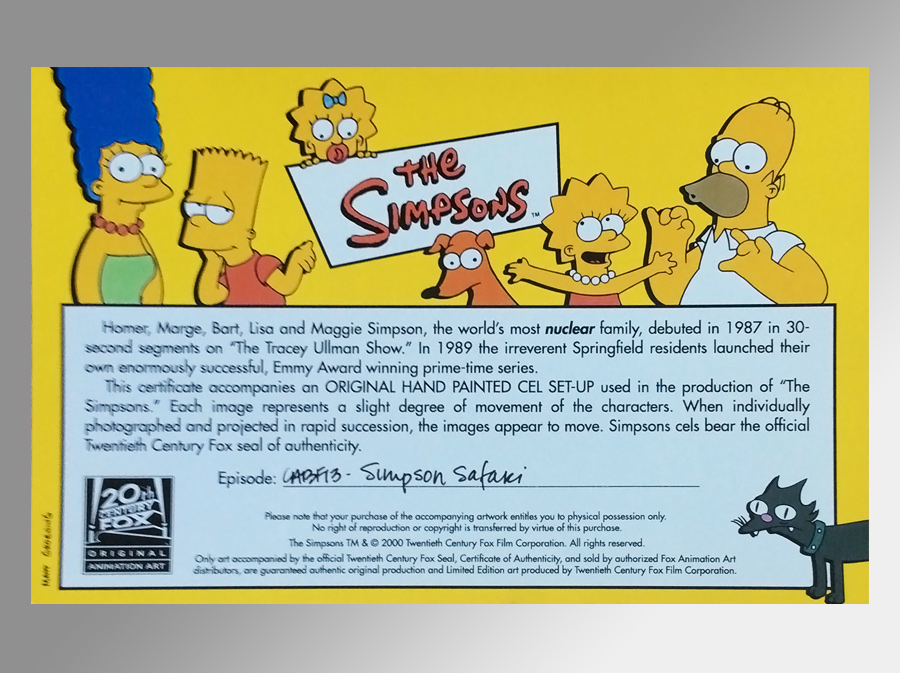 THE
SIMPSONS
TM
Homer, Marge, Bart, Lisa and Maggie Simpson, the world's most nuclear family, debuted in 1987 in 30-
second segments on "The Tracey Ullman Show." In 1989 the irreverent Springfield residents launched their
own enormously successful, Emmy Award winning prime-time series.
This certificate accompanies an ORIGINAL HAND PAINTED CEL SET-UP used in the production of "The
Simpsons." Each image represents a slight degree of movement of the characters. When individually
photographed and projected in rapid succession, the images appear to move. Simpsons cels bear the official
Twentieth Century Fox seal of authenticity.
Episode: CABF13 - Simpson Safari
20th
CENTURY
FOX
ORIGINAL
ANIMATION ART
Please note that your purchase of the accompanying artwork entitles you to physical possession only.
No right of reproduction or copyright is transferred by virtue of this purchase.
The Simpsons TM & © 2000 Twentieth Century Fox Film Corporation. All rights reserved.
Only art accompanied by the official Twentieth Century Fox Seal, Certificate of Authenticity, and sold by authorized Fox Animation Art
distributors, are guaranteed authentic original production and Limited Edition art produced by Twentieth Century Fox Film Corporation.
MATT GROENING